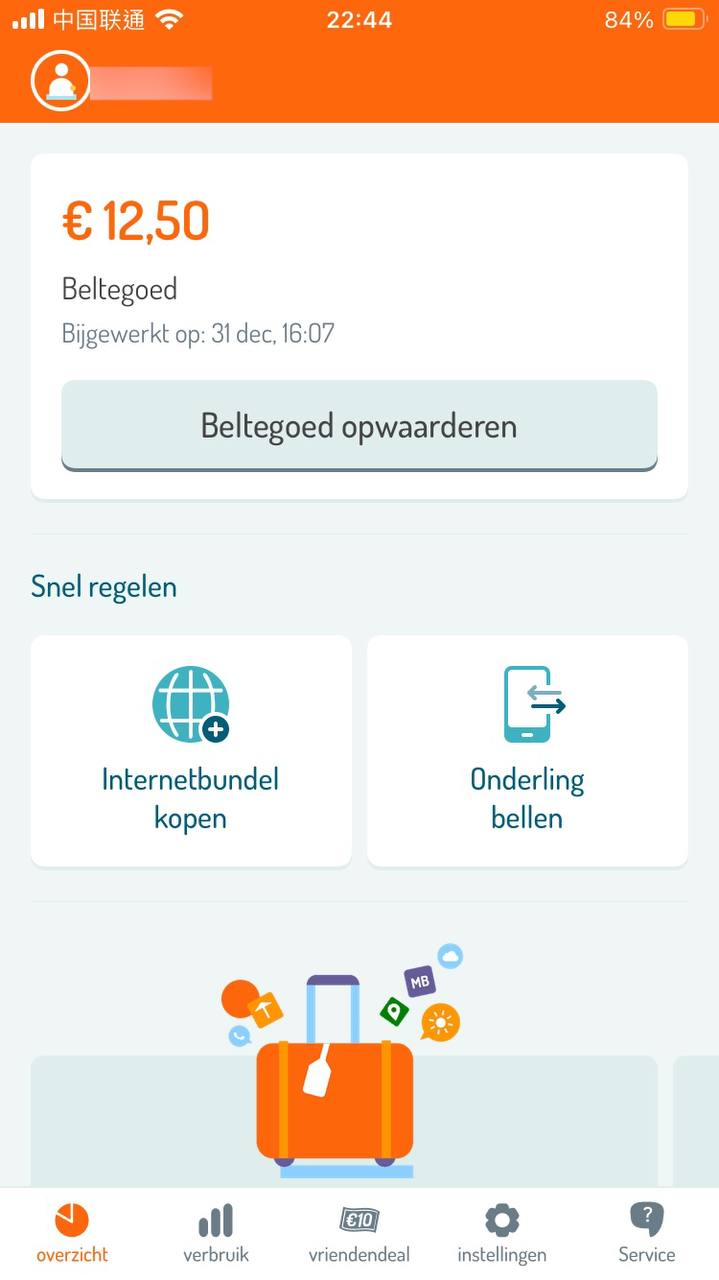 中国联通
22:44
84%
€ 12,50
Beltegoed
Bijgewerkt op: 31 dec, 16:07
Beltegoed opwaarderen
Snel regelen
Internetbundel
kopen
Onderling
bellen
MB
€10
?
overzicht
verbruik
vriendendeal
instellingen
Service